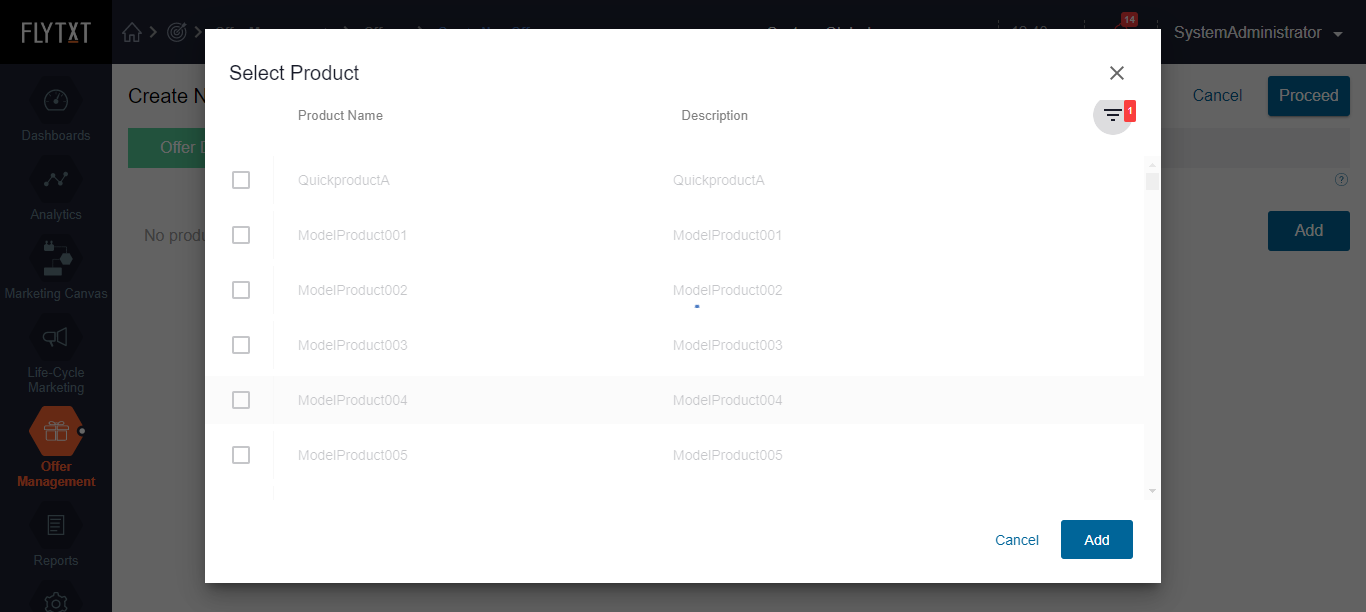 FLYTXT
14
SystemAdministrator
Select Product
Create N
Cancel
Proceed
Product Name
Description
1
Dashboards
Offer D
QuickproductA
QuickproductA
?
Analytics
No produ
ModelProduct001
ModelProduct001
Add
Marketing Canvas
ModelProduct002
ModelProduct002
ModelProduct003
ModelProduct003
Life-Cycle
Marketing
ModelProduct004
ModelProduct004
Offer
Management
ModelProduct005
ModelProduct005
Reports
Cancel
Add